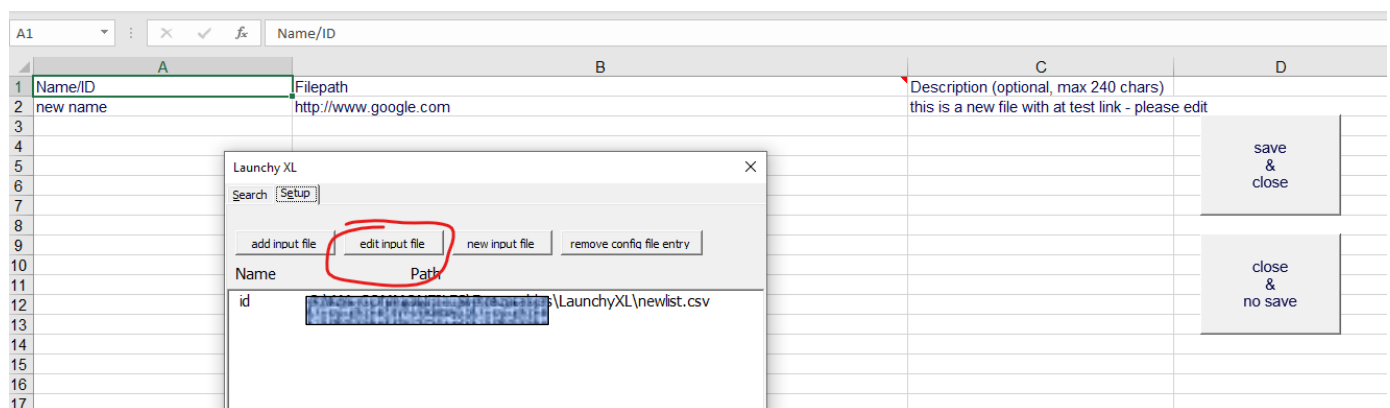 A1 fx Name/ID
A B C D
1 Name/ID Filepath Description (optional, max 240 chars)
2 new name http://www.google.com this is a new file with at test link - please edit
3
4
5
6
7
8
9
10
11
12
13
14
15
16
17
save
&
close
close
&
no save
Launchy XL
Search Setup
add input file edit input file new input file remove config file entry
Name Path
id \LaunchyXL\newlist.csv